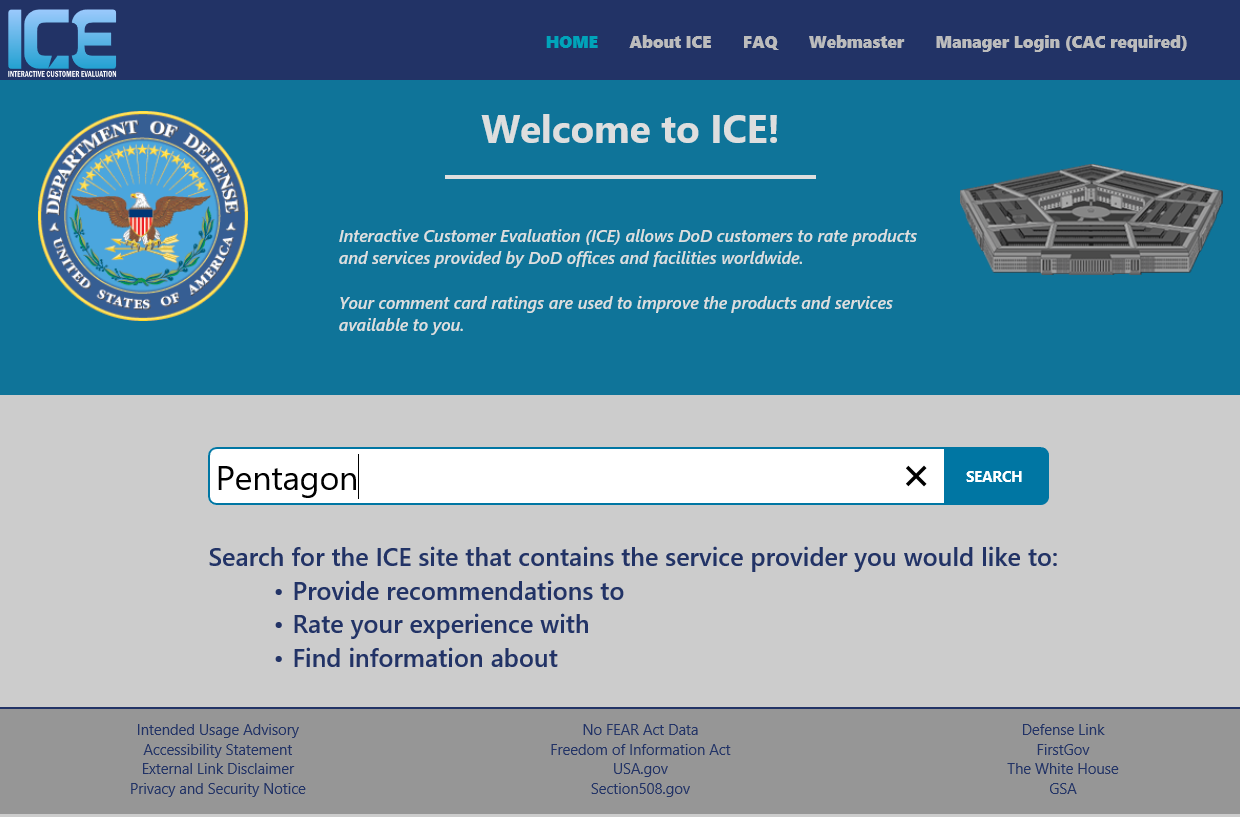 ICE
INTERACTIVE CUSTOMER EVALUATION
HOME About ICE FAQ Webmaster Manager Login (CAC required)
DEPARTMENT OF DEFENSE
UNITED STATES OF AMERICA
Welcome to ICE!
Interactive Customer Evaluation (ICE) allows DoD customers to rate products
and services provided by DoD offices and facilities worldwide.
Your comment card ratings are used to improve the products and services
available to you.
Pentagon
SEARCH
Search for the ICE site that contains the service provider you would like to:
• Provide recommendations to
• Rate your experience with
• Find information about
Intended Usage Advisory
Accessibility Statement
External Link Disclaimer
Privacy and Security Notice
No FEAR Act Data
Freedom of Information Act
USA.gov
Section508.gov
Defense Link
FirstGov
The White House
GSA